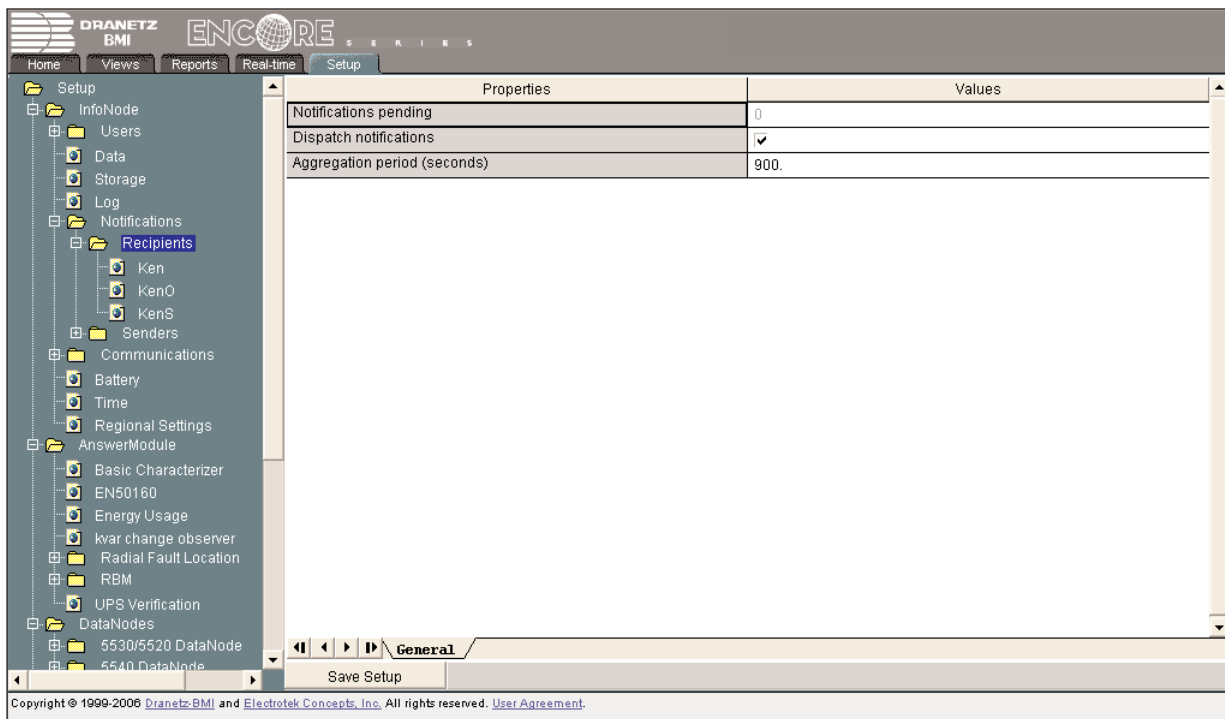 DRANETZ
BMI
ENCORE
SERIES
Home Views Reports Real-time Setup
Setup
InfoNode
Users
Data
Storage
Log
Notifications
Recipients
Ken
KenO
KenS
Senders
Communications
Battery
Time
Regional Settings
AnswerModule
Basic Characterizer
EN50160
Energy Usage
kvar change observer
Radial Fault Location
RBM
UPS Verification
DataNodes
5530/5520 DataNode
5540 DataNode
Properties Values
Notifications pending 0
Dispatch notifications
Aggregation period (seconds) 900.
General
Save Setup
Copyright © 1999-2006 Dranetz-BMI and Electrotek Concepts, Inc. All rights reserved. User Agreement.